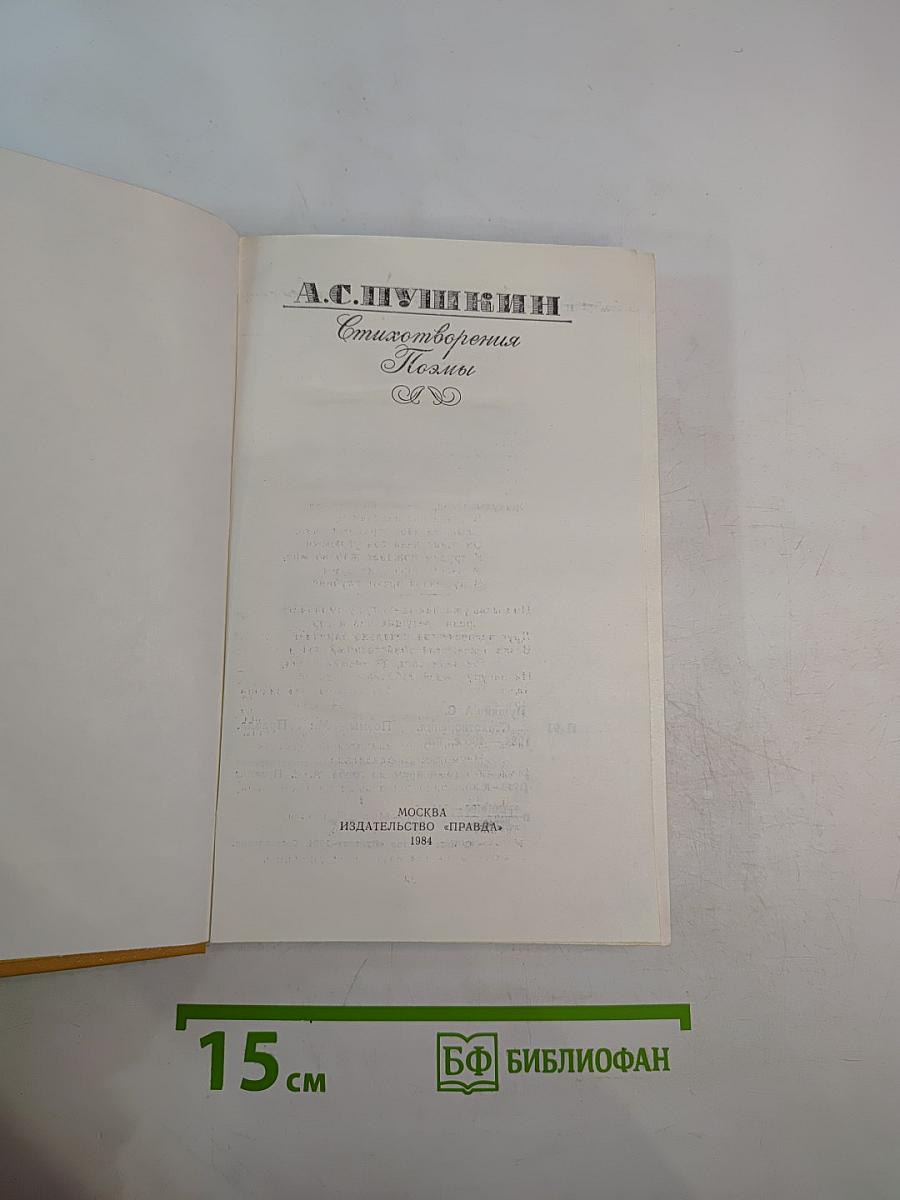 А.С.ПУШКИН
Стихотворения
Поэмы
МОСКВА
ИЗДАТЕЛЬСТВО «ПРАВДА»
1984
15 см
БФ БИБЛИОФАН